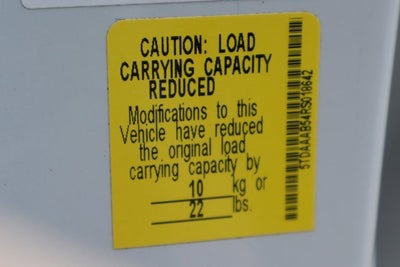 CAUTION: LOAD
CARRYING CAPACITY
REDUCED
Modifications to this
Vehicle have reduced
the original load
carrying capacity by
10 kg or
22 lbs.
5TDAAAB54RS018642